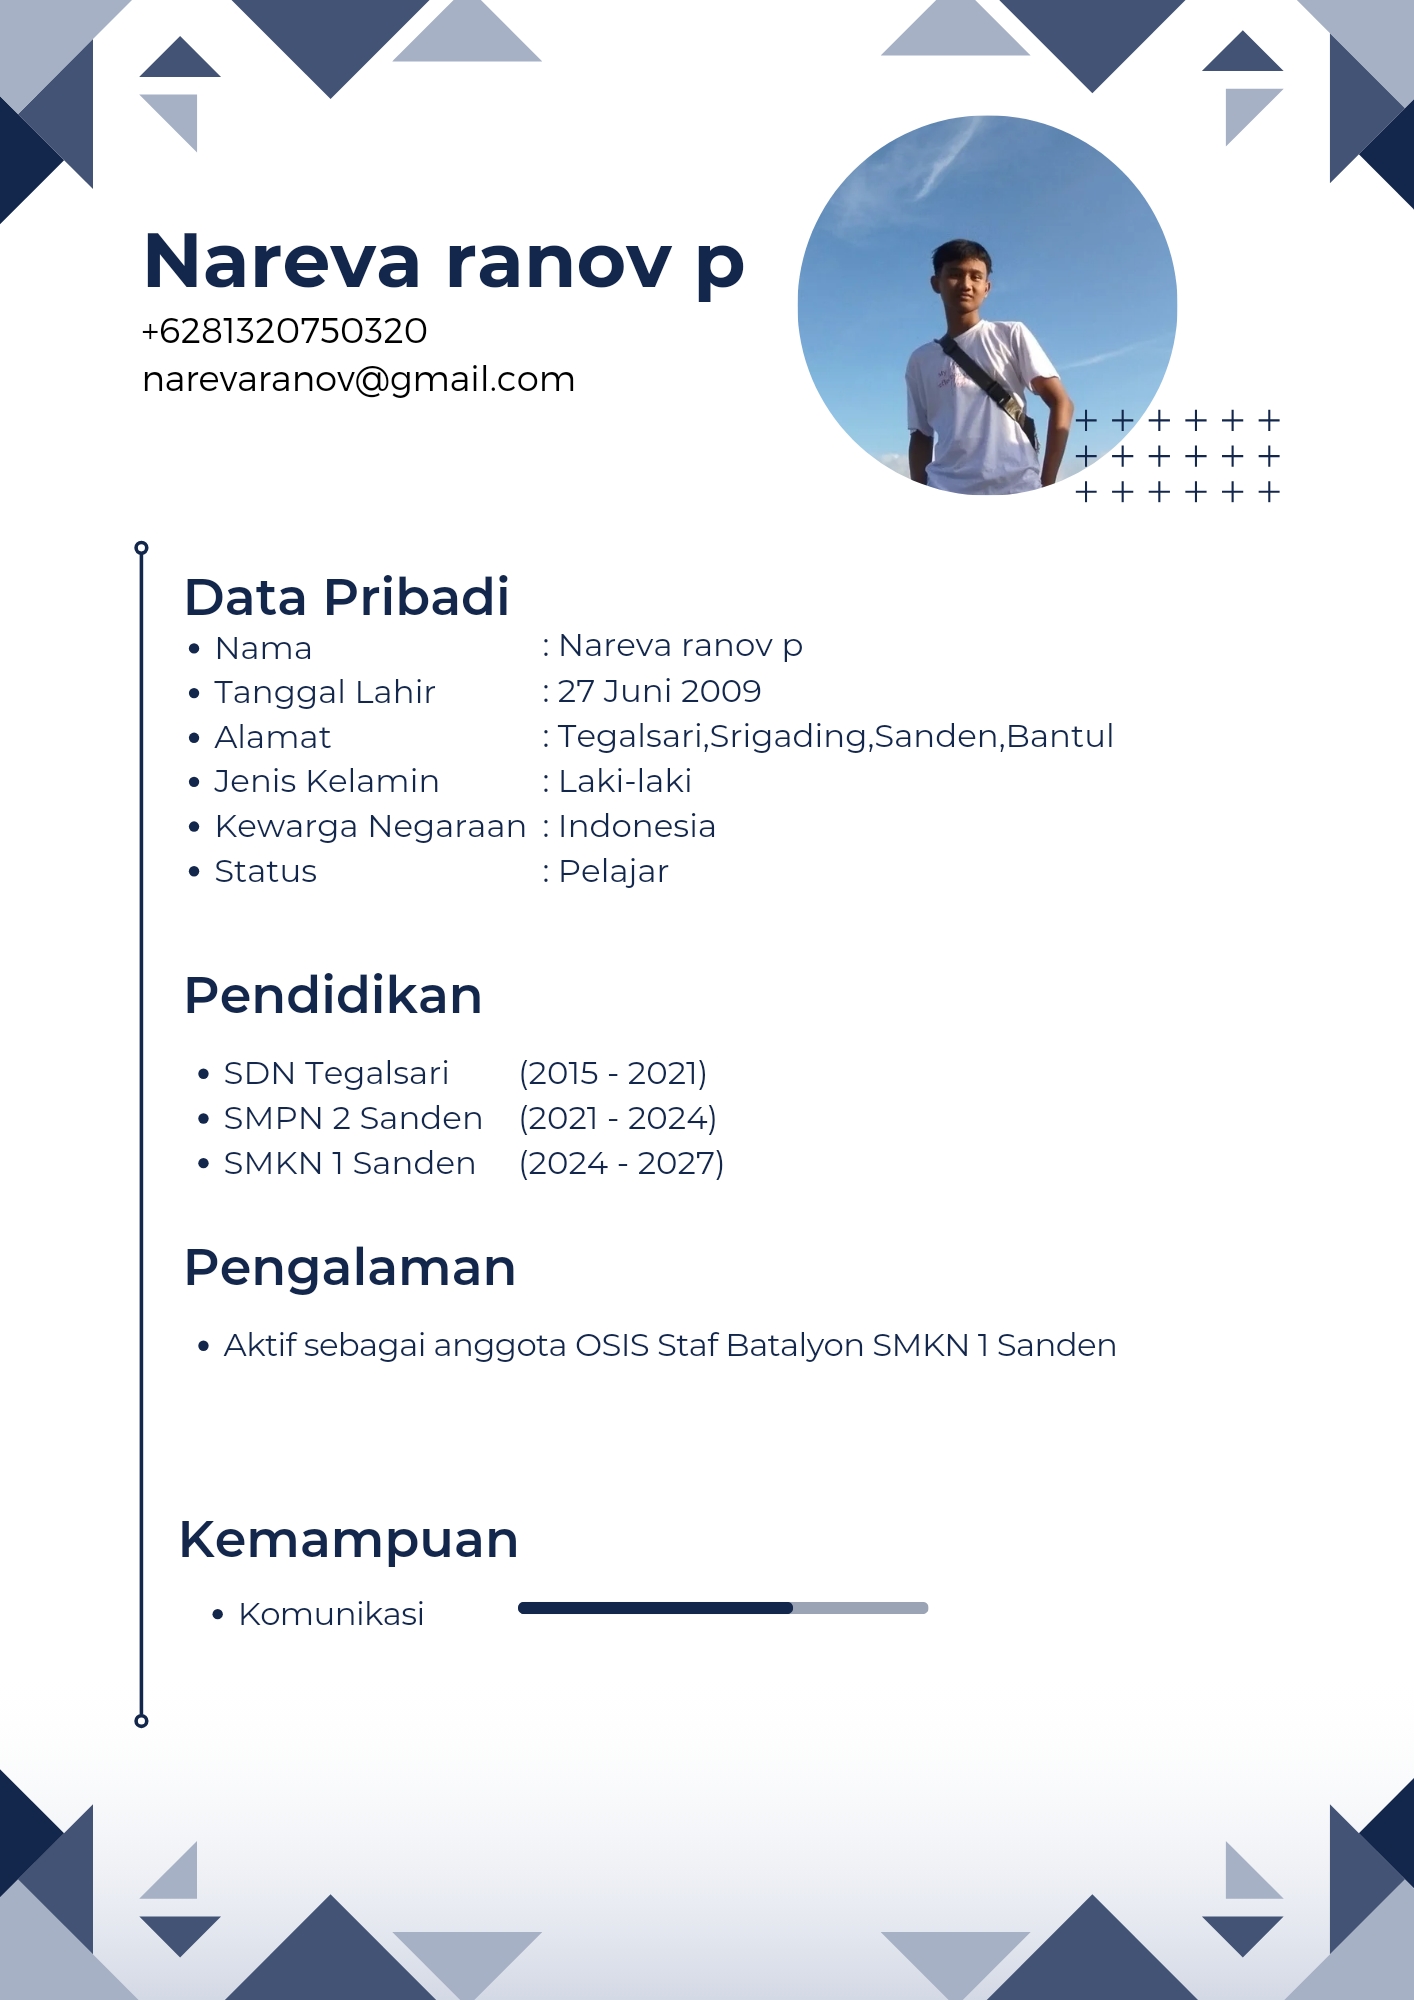 Nareva ranov p
+6281320750320
narevaranov@gmail.com
Data Pribadi
• Nama : Nareva ranov p
• Tanggal Lahir : 27 Juni 2009
• Alamat : Tegalsari,Srigading,Sanden,Bantul
• Jenis Kelamin : Laki-laki
• Kewarga Negaraan : Indonesia
• Status : Pelajar
Pendidikan
• SDN Tegalsari (2015 - 2021)
• SMPN 2 Sanden (2021 - 2024)
• SMKN 1 Sanden (2024 - 2027)
Pengalaman
• Aktif sebagai anggota OSIS Staf Batalyon SMKN 1 Sanden
Kemampuan
• Komunikasi